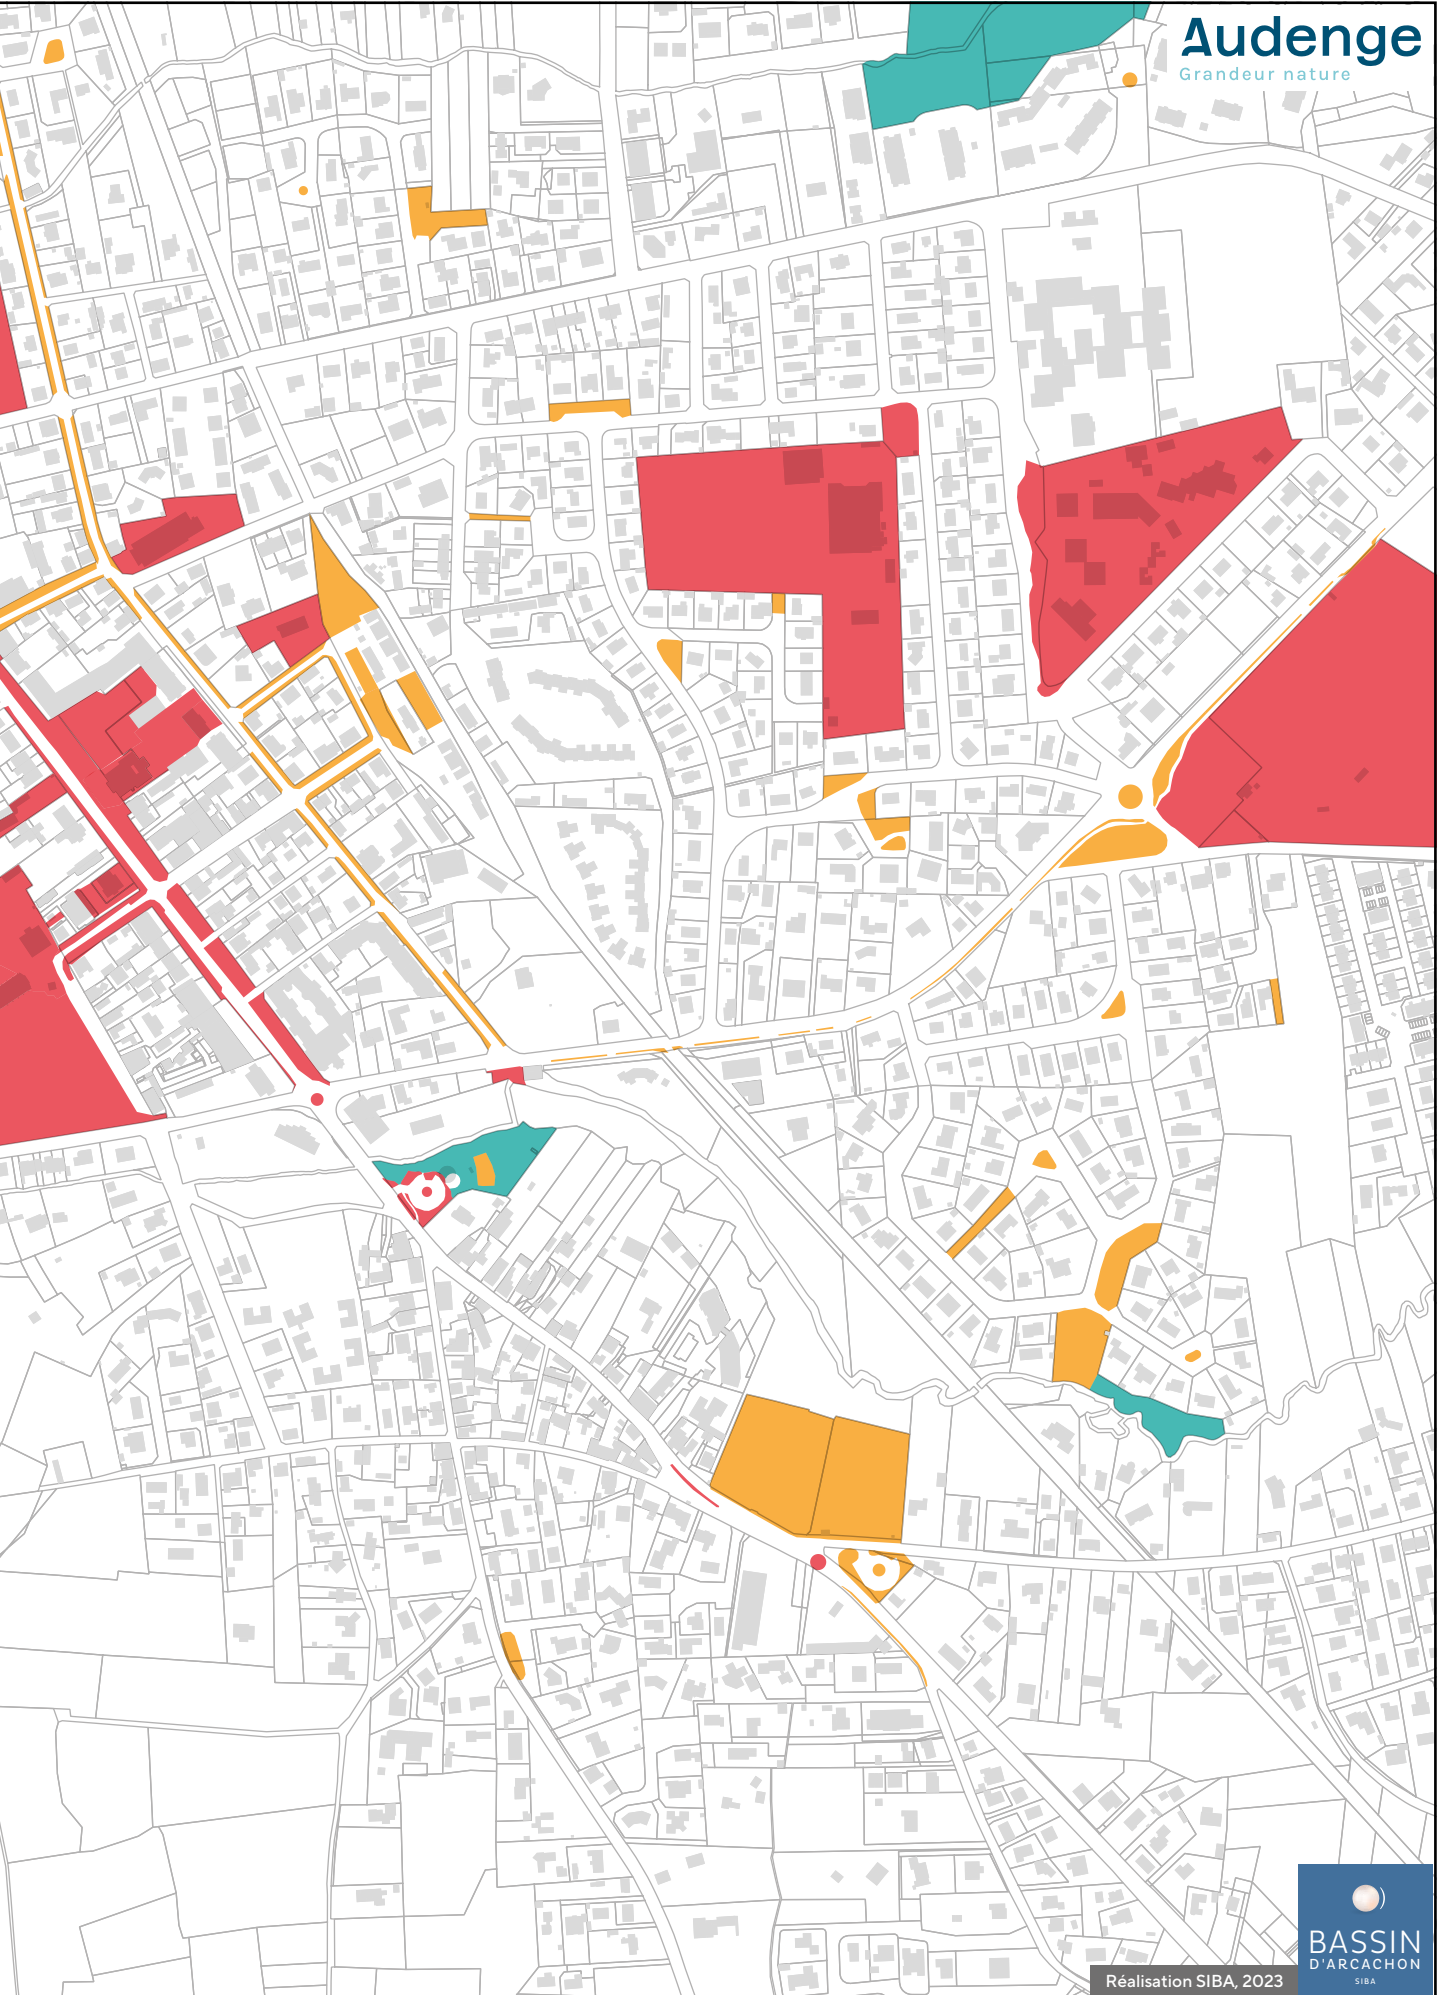 Audenge
Grandeur nature
BASSIN
D'ARCACHON
SIBA
Réalisation SIBA, 2023